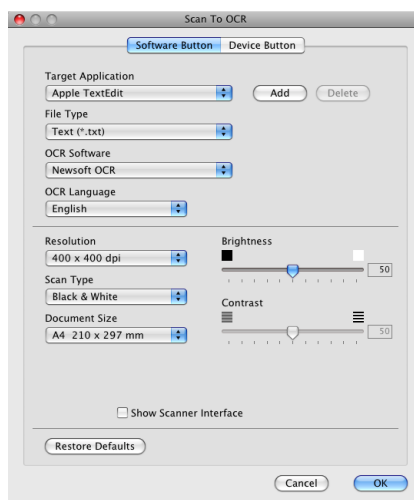 Scan To OCR
Software Button Device Button
Target Application
Apple TextEdit Add Delete
File Type
Text (*.txt)
OCR Software
Newsoft OCR
OCR Language
English
Resolution Brightness
400 x 400 dpi 50
Scan Type
Black & White Contrast
Document Size
A4 210 x 297 mm 50
Show Scanner Interface
Restore Defaults
Cancel OK